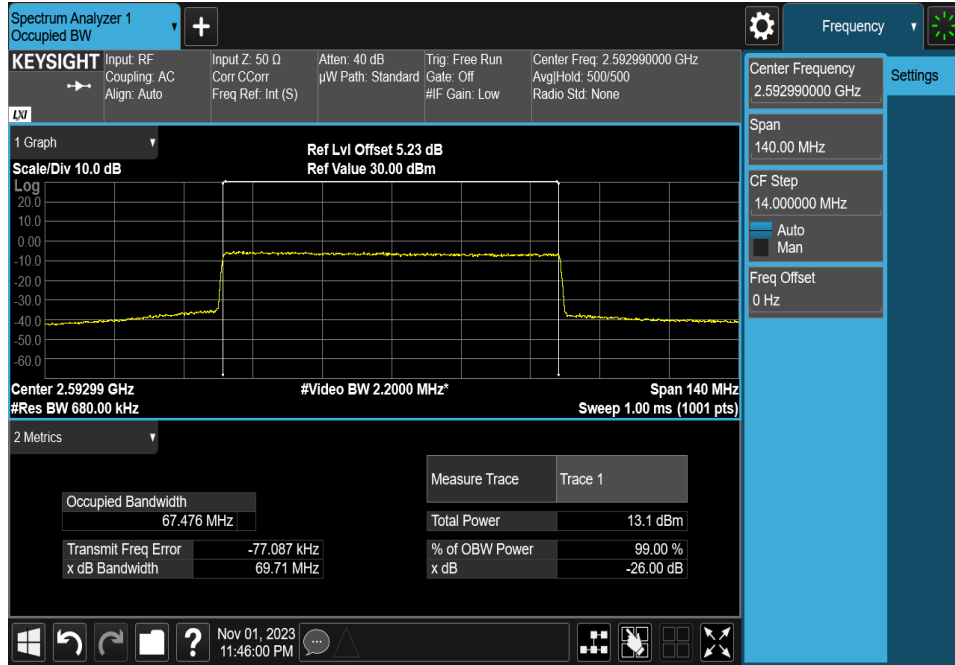 Spectrum Analyzer 1
Occupied BW
+
Frequency
KEYSIGHT
LXI
Input: RF
Coupling: AC
Align: Auto
Input Z: 50 Ω
Corr CCorr
Freq Ref: Int (S)
Atten: 40 dB
µW Path: Standard
Trig: Free Run
Gate: Off
#IF Gain: Low
Center Freq: 2.592990000 GHz
Avg|Hold: 500/500
Radio Std: None
Center Frequency
2.592990000 GHz
Settings
Span
140.00 MHz
CF Step
14.000000 MHz
Auto
Man
Freq Offset
0 Hz
1 Graph
Scale/Div 10.0 dB
Ref Lvl Offset 5.23 dB
Ref Value 30.00 dBm
Log
20.0
10.0
0.00
-10.0
-20.0
-30.0
-40.0
-50.0
-60.0
Center 2.59299 GHz
#Video BW 2.2000 MHz*
Span 140 MHz
#Res BW 680.00 kHz
Sweep 1.00 ms (1001 pts)
2 Metrics
Measure Trace
Trace 1
Occupied Bandwidth
67.476 MHz
Total Power
13.1 dBm
Transmit Freq Error
-77.087 kHz
% of OBW Power
99.00 %
x dB Bandwidth
69.71 MHz
x dB
-26.00 dB
?
Nov 01, 2023
11:46:00 PM